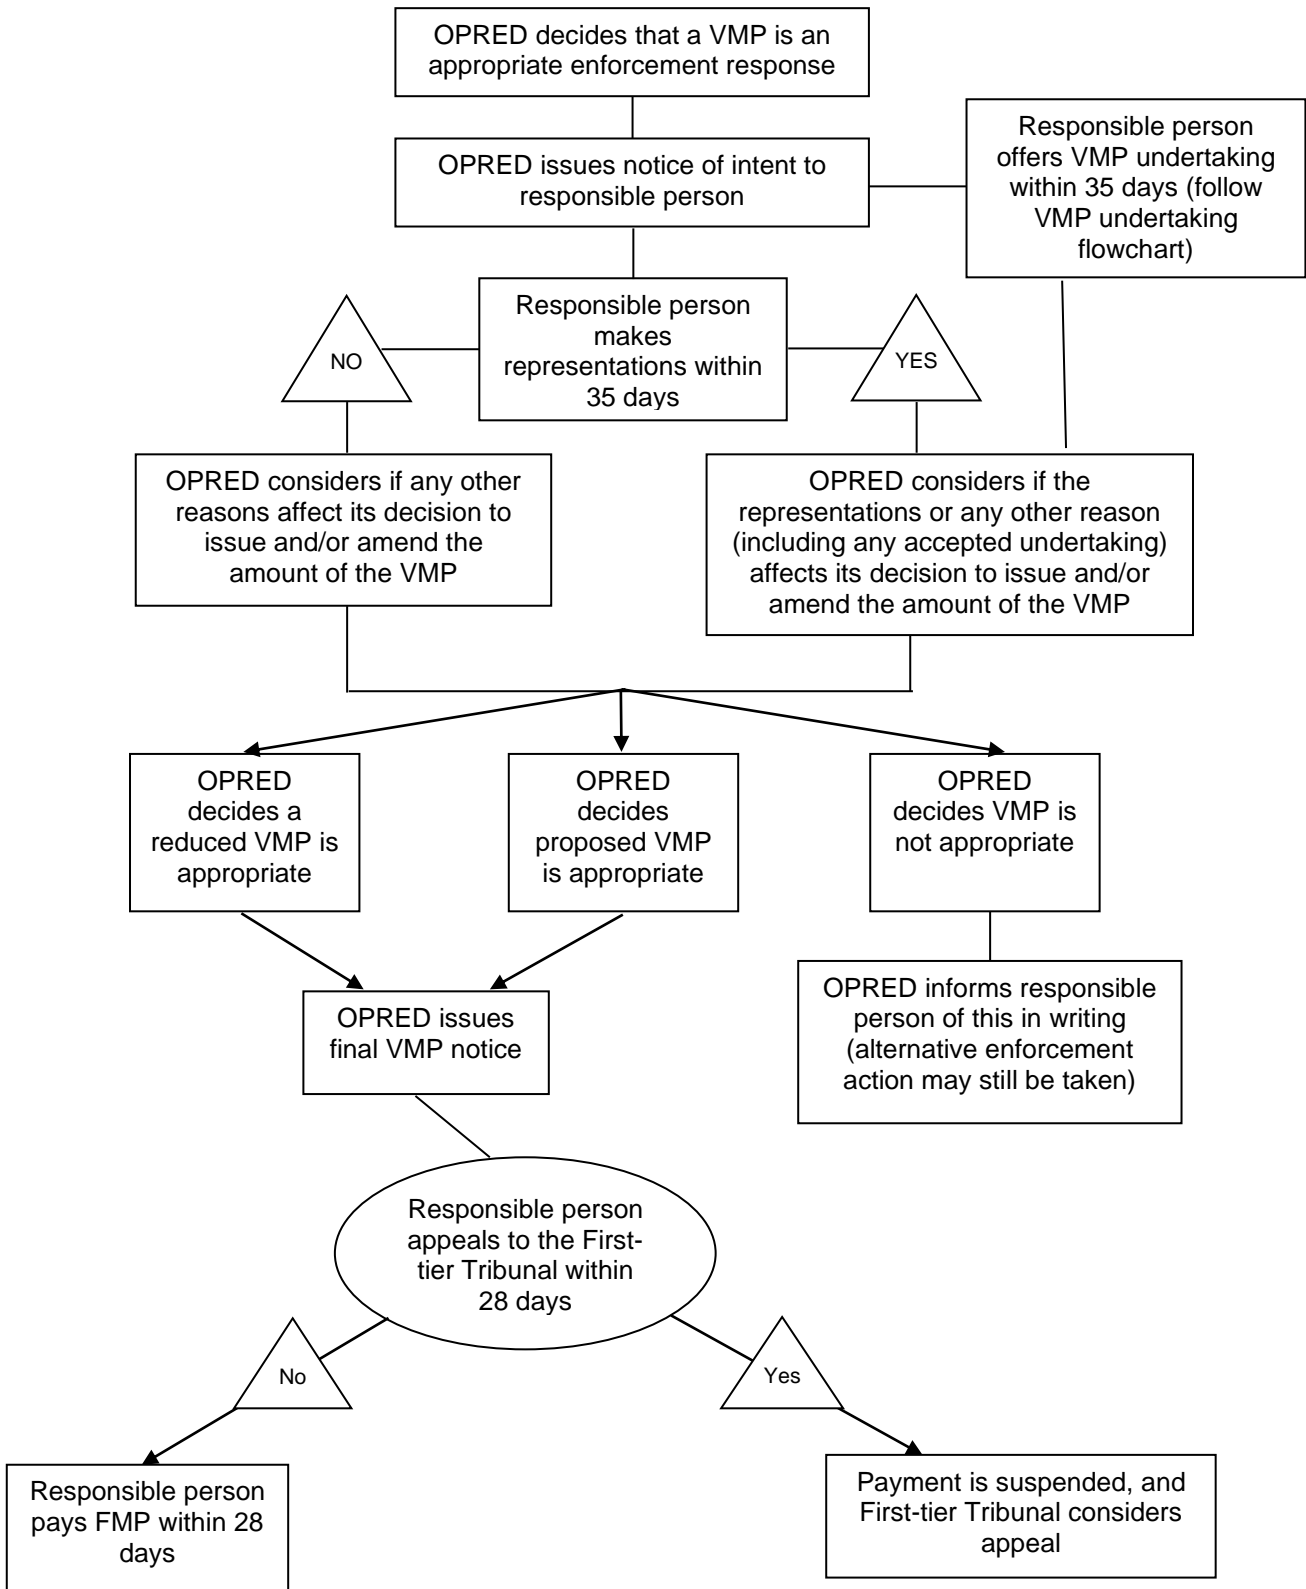 OPRED decides that a VMP is an
appropriate enforcement response
OPRED issues notice of intent to
responsible person
Responsible person
offers VMP undertaking
within 35 days (follow
VMP undertaking
flowchart)
Responsible person
makes
representations within
35 days
NO
YES
OPRED considers if any other
reasons affect its decision to
issue and/or amend the
amount of the VMP
OPRED considers if the
representations or any other reason
(including any accepted undertaking)
affects its decision to issue and/or
amend the amount of the VMP
OPRED
decides a
reduced VMP is
appropriate
OPRED
decides
proposed VMP
is appropriate
OPRED
decides VMP is
not appropriate
OPRED issues
final VMP notice
OPRED informs responsible
person of this in writing
(alternative enforcement
action may still be taken)
Responsible person
appeals to the First-
tier Tribunal within
28 days
No
Yes
Responsible person
pays FMP within 28
days
Payment is suspended, and
First-tier Tribunal considers
appeal